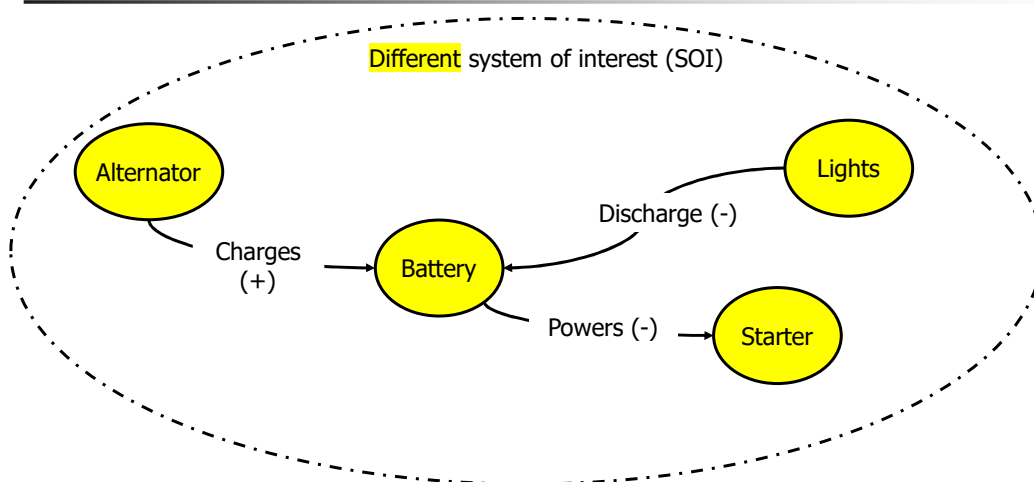 Different system of interest (SOI)
Alternator
Lights
Discharge (-)
Charges
(+)
Battery
Powers (-)
Starter